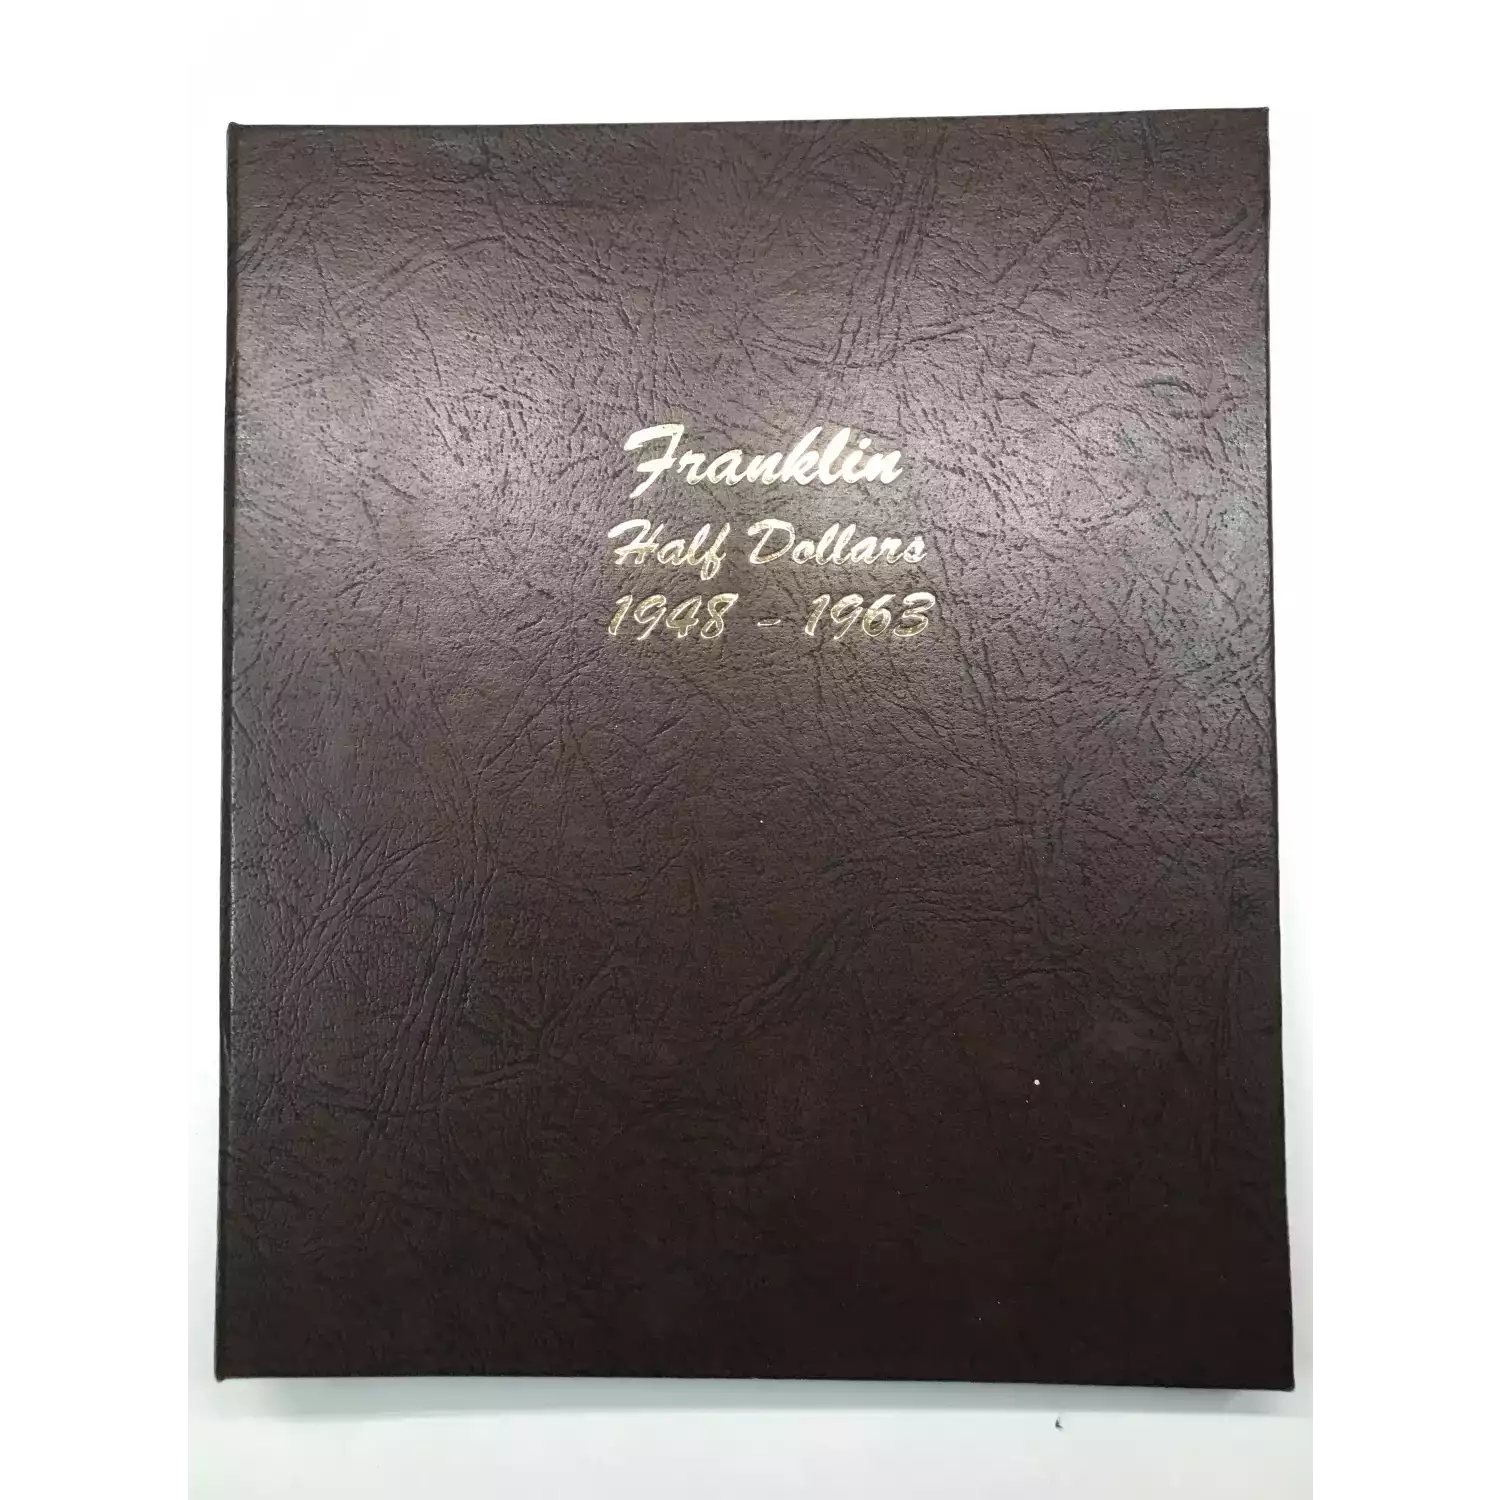 Franklin
Half Dollars
1948 - 1963